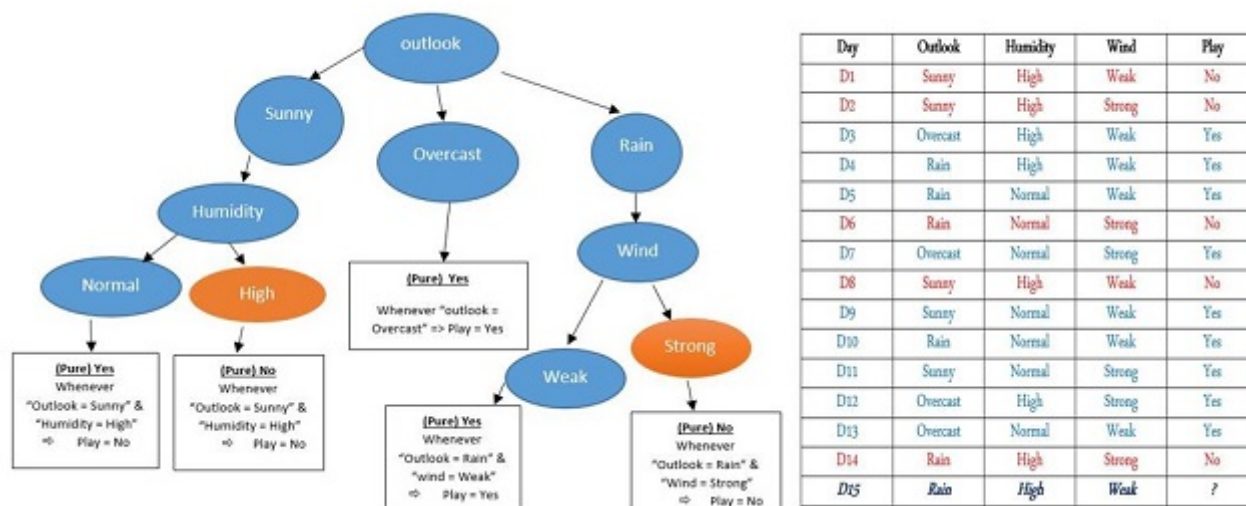 outlook
Sunny
Overcast
Rain
Humidity
Wind
Normal
High
Weak
Strong
(Pure) Yes
Whenever
"Outlook = Sunny" &
"Humidity = High"
⇨ Play = No
(Pure) No
Whenever
"Outlook = Sunny" &
"Humidity = High"
⇨ Play = No
(Pure) Yes
Whenever "outlook =
Overcast" => Play = Yes
(Pure) Yes
Whenever
"Outlook = Rain" &
"wind = Weak"
⇨ Play = Yes
(Pure) No
Whenever
"Outlook = Rain" &
"Wind = Strong"
⇨ Play = No
Day Outlook Humidity Wind Play
D1 Sunny High Weak No
D2 Sunny High Strong No
D3 Overcast High Weak Yes
D4 Rain High Weak Yes
D5 Rain Normal Weak Yes
D6 Rain Normal Strong No
D7 Overcast Normal Strong Yes
D8 Sunny High Weak No
D9 Sunny Normal Weak Yes
D10 Rain Normal Weak Yes
D11 Sunny Normal Strong Yes
D12 Overcast High Strong Yes
D13 Overcast Normal Weak Yes
D14 Rain High Strong No
D15 Rain High Weak ?